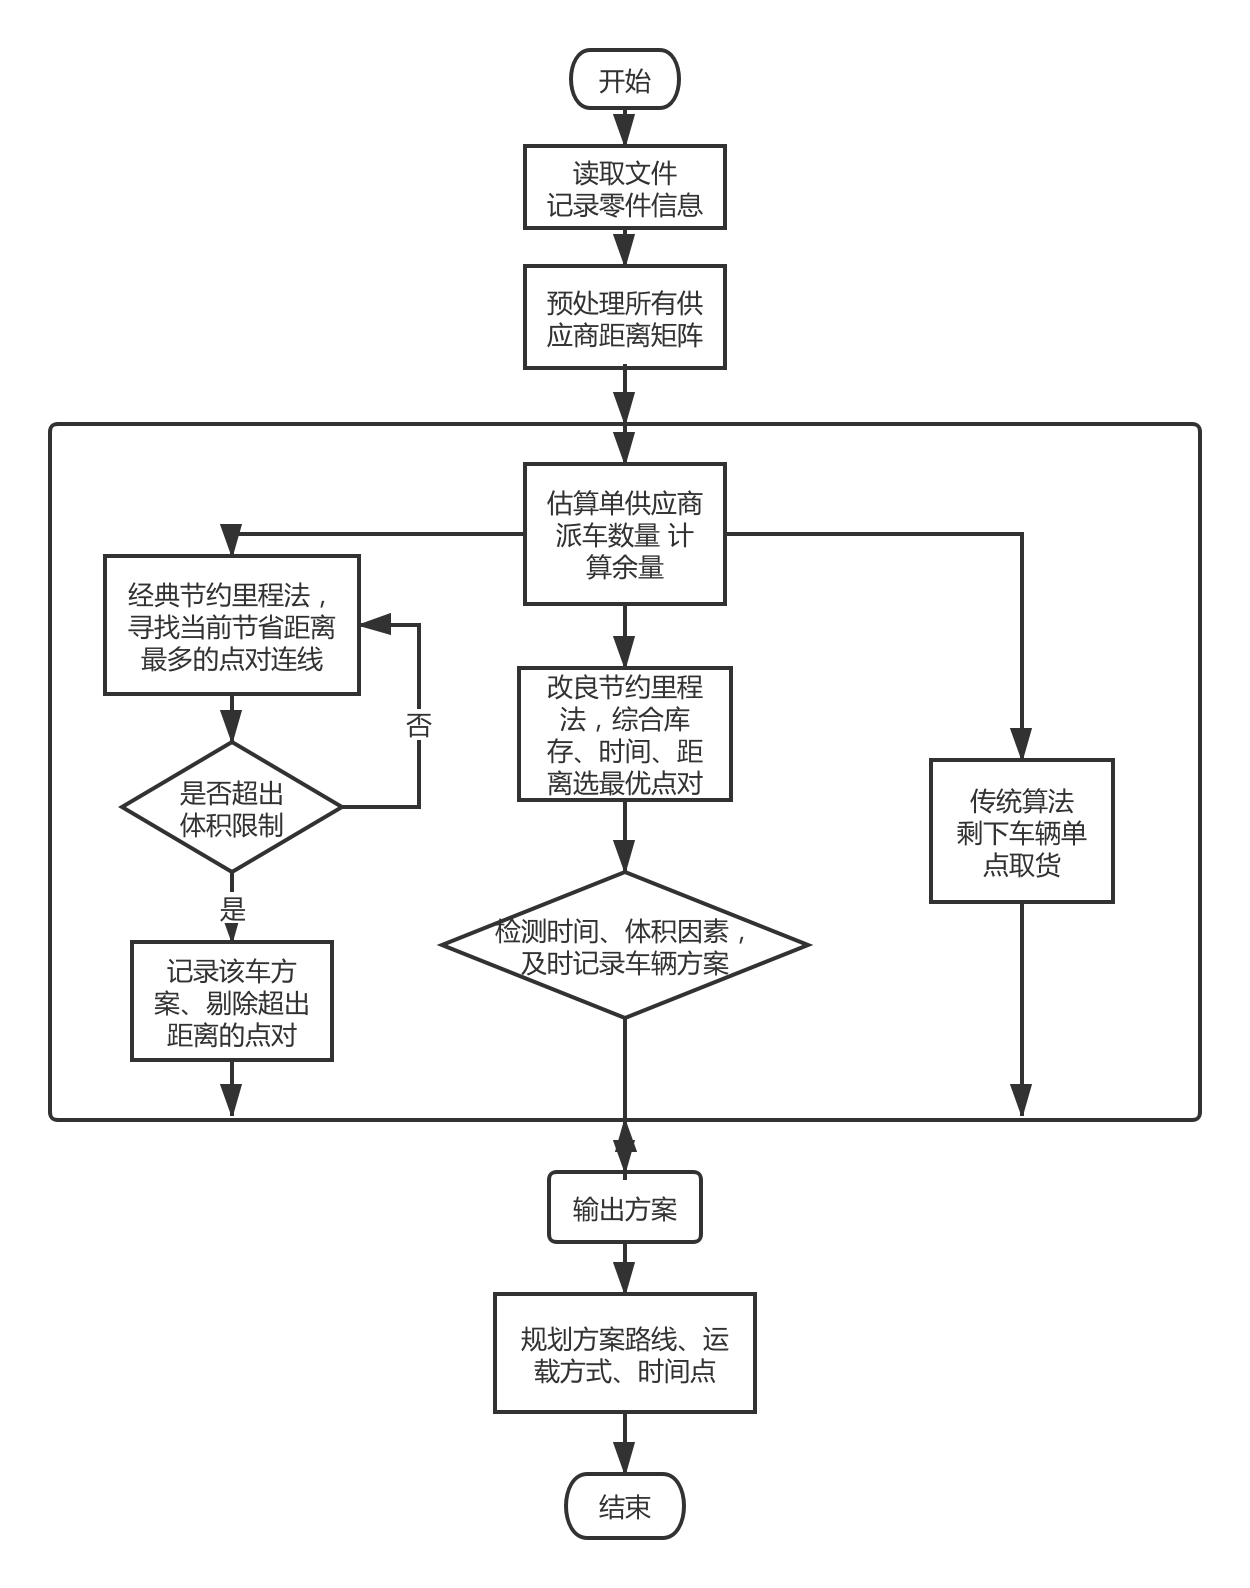 开始
读取文件
记录零件信息
预处理所有供
应商距离矩阵
估算单供应商
派车数量 计
算余量
经典节约里程法，
寻找当前节省距离
最多的点对连线
否
是否超出
体积限制
是
记录该车方
案、剔除超出
距离的点对
改良节约里程
法，综合库
存、时间、距
离选最优点对
检测时间、体积因素，
及时记录车辆方案
传统算法
剩下车辆单
点取货
输出方案
规划方案路线、运
载方式、时间点
结束